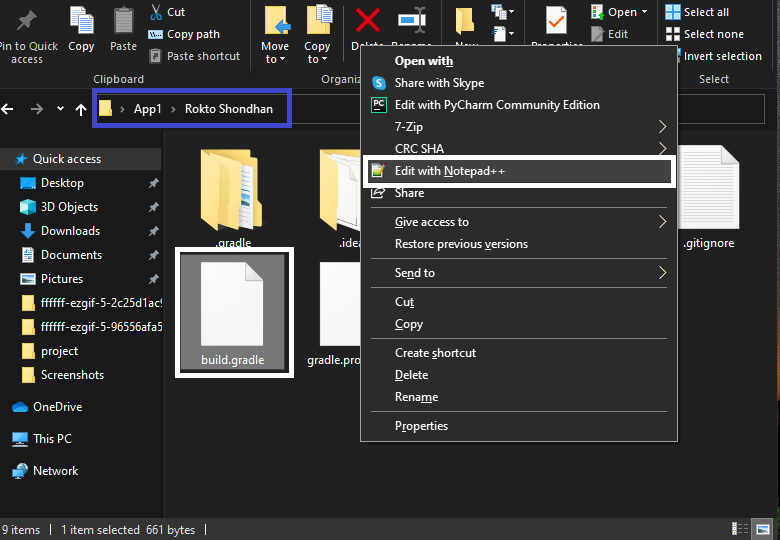 Pin to Quick
access
Copy
Paste
Cut
Copy path
Paste shortcut
Clipboard
Move
to
Copy
to
Delete
Rename
Organiz
New
Properties
Open
Edit
Select all
Select none
Invert selection
Select
App1
Rokto Shondhan
Quick access
Desktop
3D Objects
Downloads
Documents
Pictures
ffffff-ezgif-5-2c25d1ac9
ffffff-ezgif-5-96556afa5
project
Screenshots
OneDrive
This PC
Network
.gradle
.idea
.gitignore
build.gradle
gradle.pro
Open with
Share with Skype
PC
Edit with PyCharm Community Edition
7-Zip
CRC SHA
Edit with Notepad++
Share
Give access to
Restore previous versions
Send to
Cut
Copy
Create shortcut
Delete
Rename
Properties
9 items
1 item selected 661 bytes